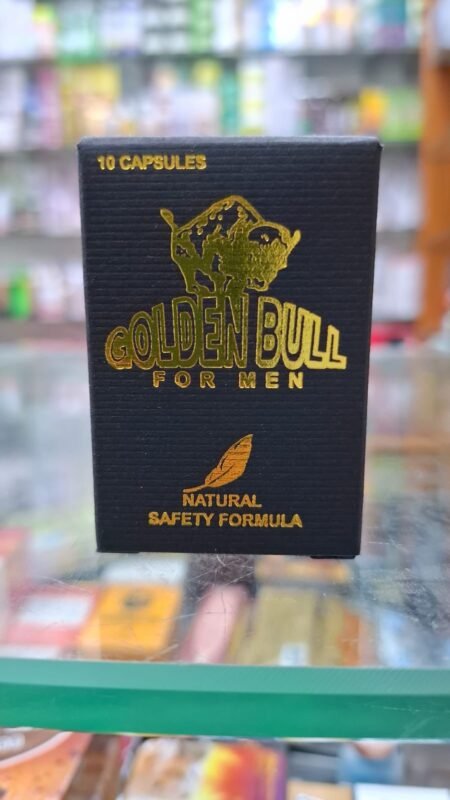 10 CAPSULES
GOLDEN BULL
FOR MEN
NATURAL
SAFETY FORMULA